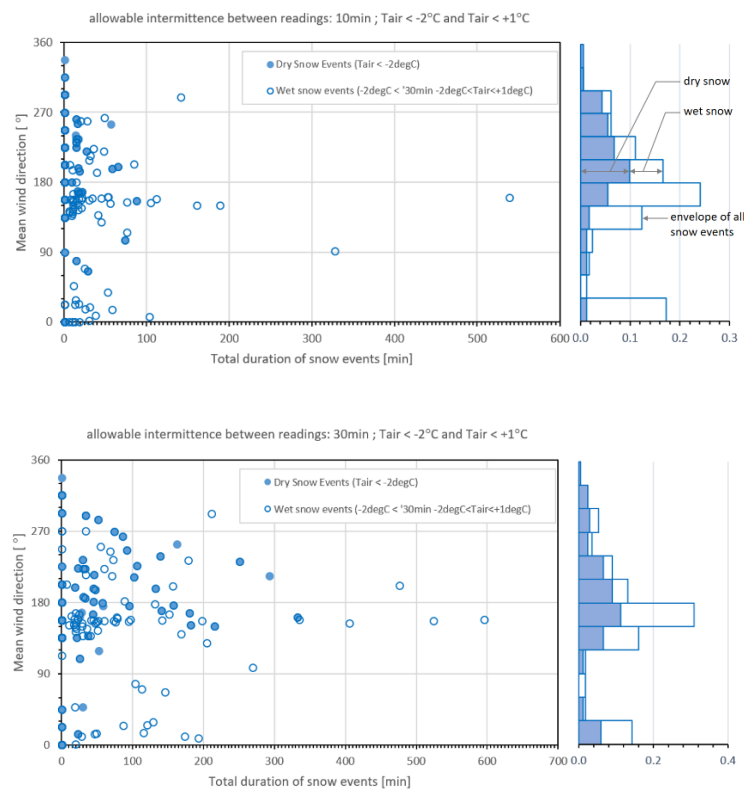 allowable intermittence between readings: 10min ; Tair < -2°C and Tair < +1°C
360
270
180
90
0
Mean wind direction [ °]
Dry Snow Events (Tair < -2degC)
Wet snow events (-2degC < '30min -2degC<Tair<+1degC)
0 100 200 300 400 500 600
Total duration of snow events [min]
dry snow
wet snow
envelope of all
snow events
0.0 0.1 0.2 0.3
allowable intermittence between readings: 30min ; Tair < -2°C and Tair < +1°C
360
270
180
90
0
Mean wind direction [ °]
Dry Snow Events (Tair < -2degC)
Wet snow events (-2degC < '30min -2degC<Tair<+1degC)
0 100 200 300 400 500 600 700
Total duration of snow events [min]
0.0 0.2 0.4